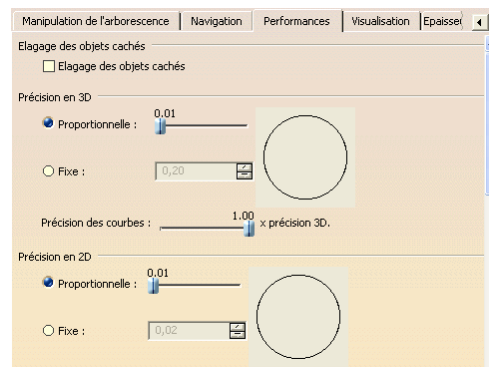 Manipulation de l'arborescence Navigation Performances Visualisation
Elagage des objets cachés
Elagage des objets cachés
Précision en 3D
0.01
Proportionnelle :
Fixe : 0,20
1.00
Précision des courbes : x précision 3D.
Précision en 2D
0.01
Proportionnelle :
Fixe : 0,02